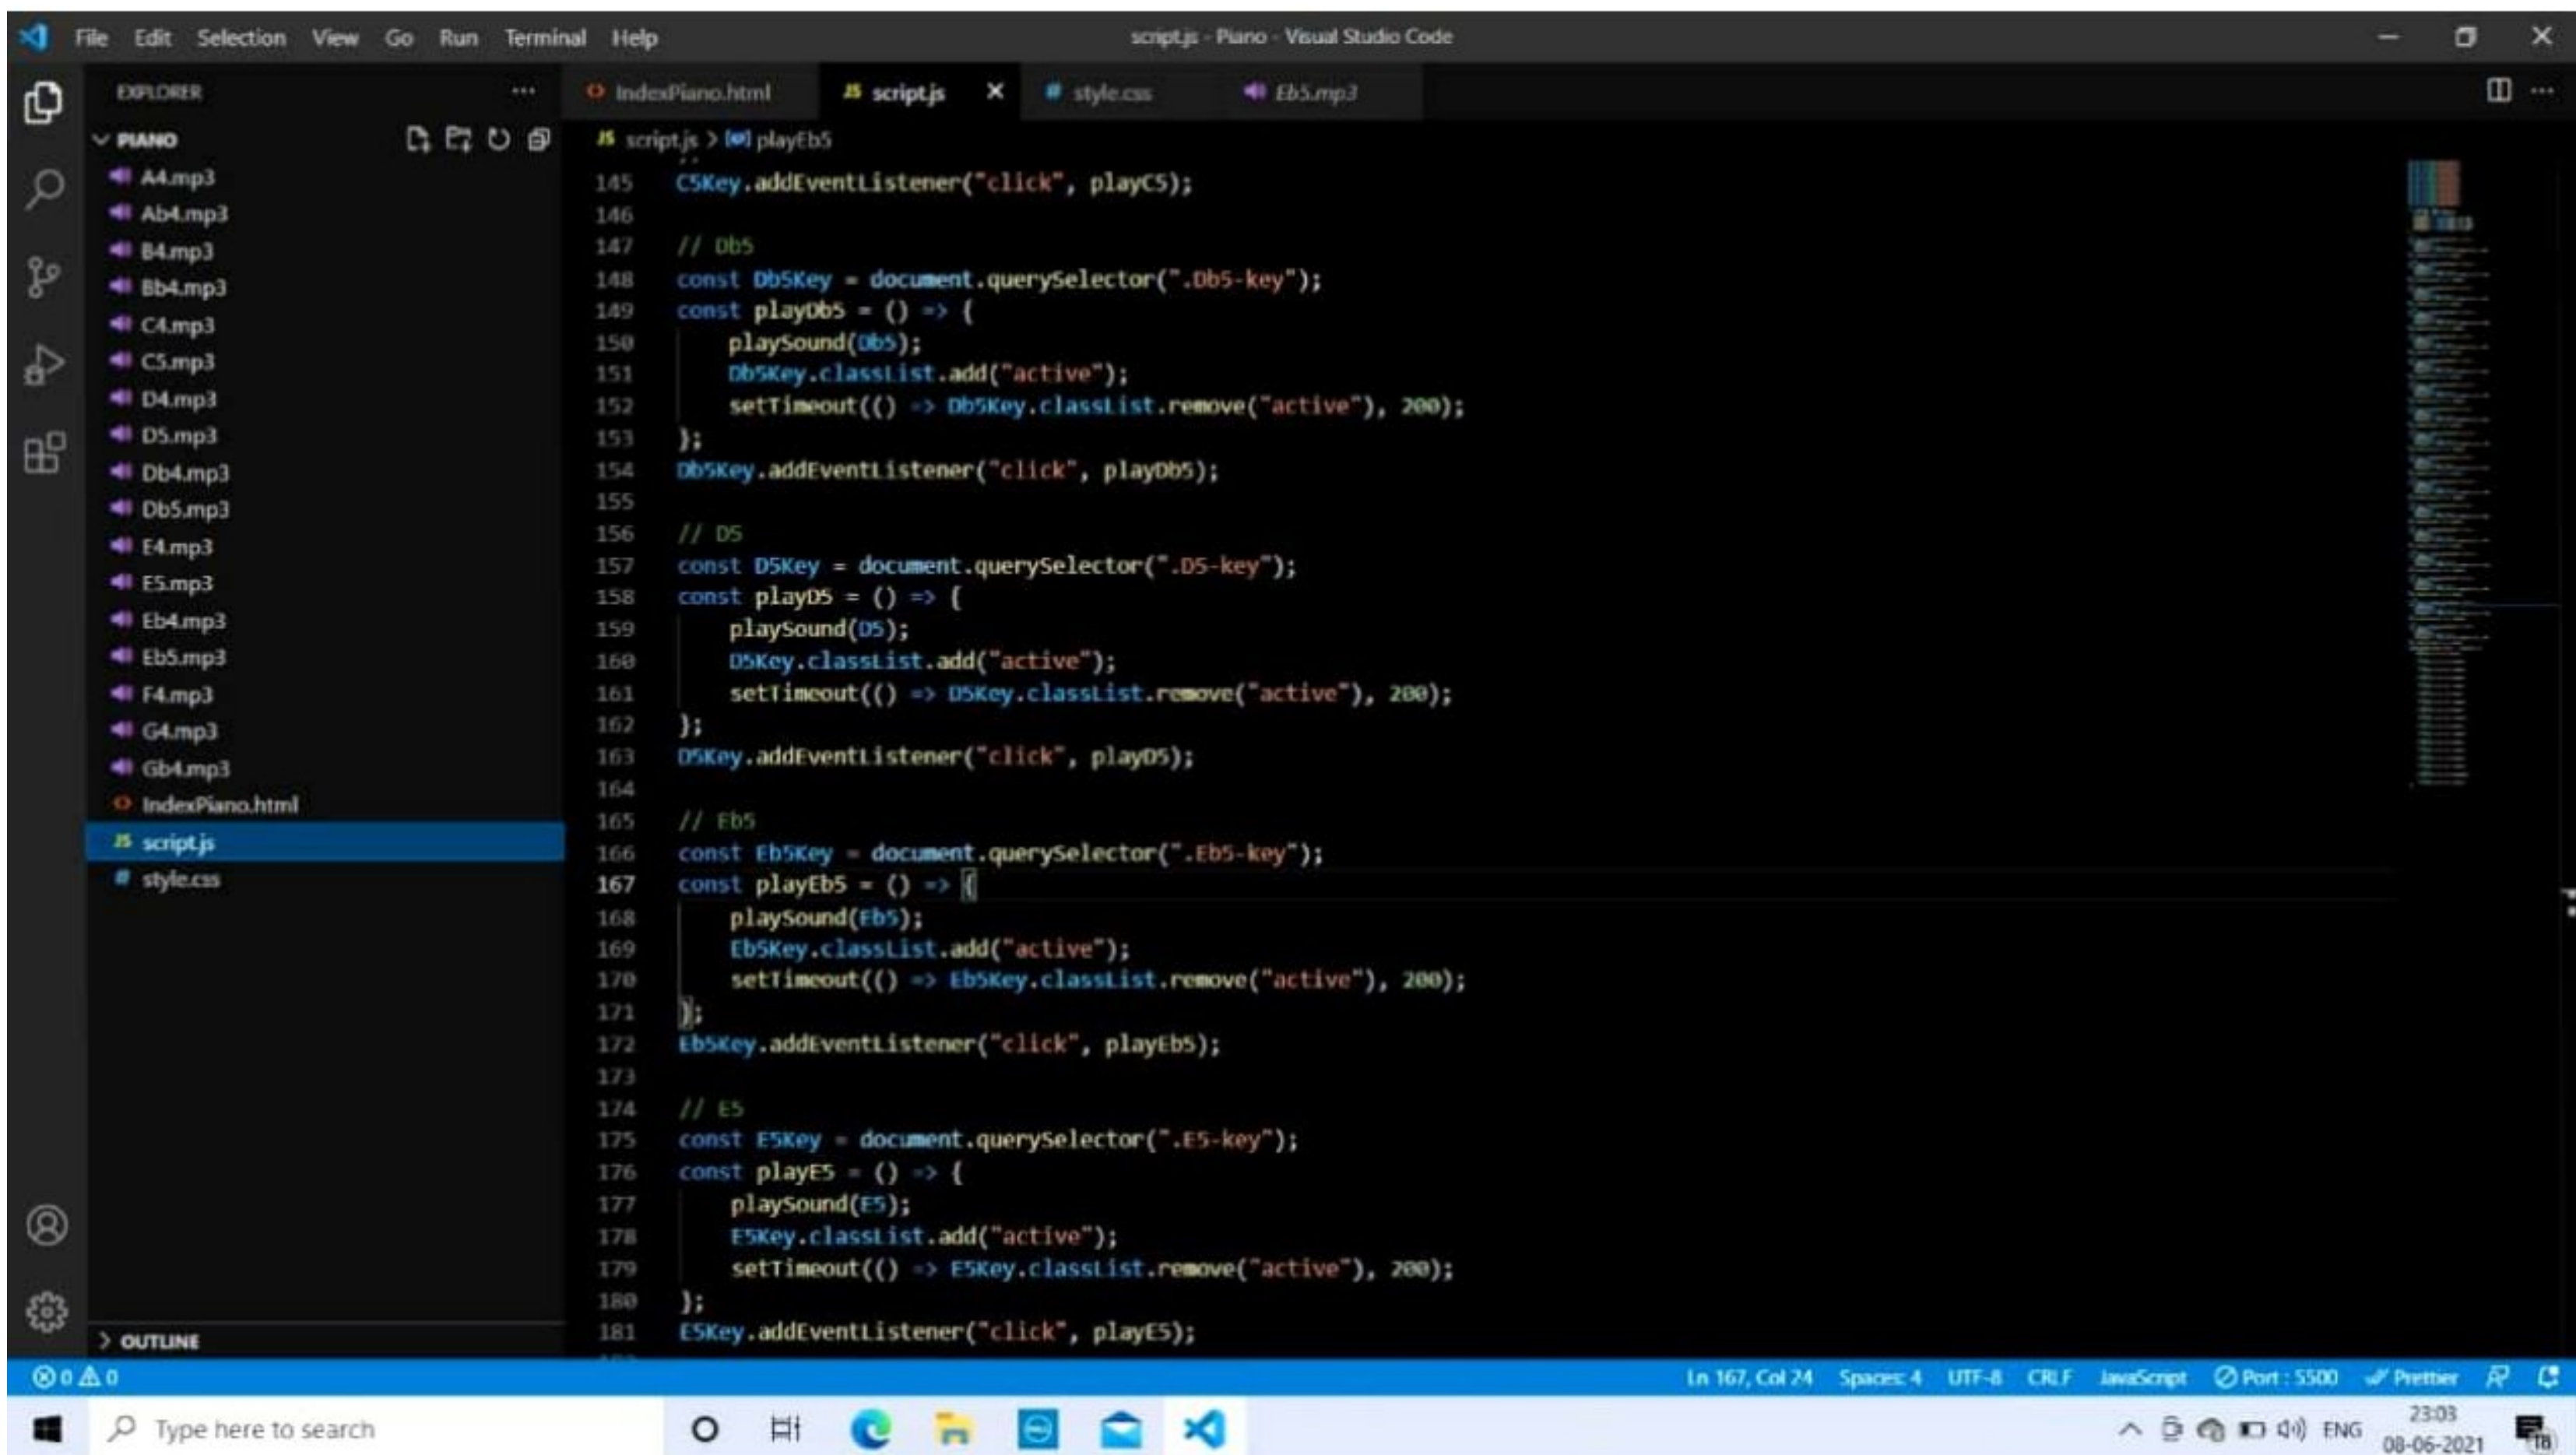 File Edit Selection View Go Run Terminal Help
script.js - Piano - Visual Studio Code
EXPLORER
IndexPiano.html
JS script.js
# style.css
Eb5.mp3
PIANO
A4.mp3
Ab4.mp3
B4.mp3
Bb4.mp3
C4.mp3
C5.mp3
D4.mp3
D5.mp3
Db4.mp3
Db5.mp3
E4.mp3
E5.mp3
Eb4.mp3
Eb5.mp3
F4.mp3
G4.mp3
Gb4.mp3
IndexPiano.html
JS script.js
# style.css
OUTLINE
JS script.js > playEb5
145 C5Key.addEventListener("click", playC5);
146
147 // Db5
148 const Db5Key = document.querySelector(".Db5-key");
149 const playDb5 = () => {
150 playSound(Db5);
151 Db5Key.classList.add("active");
152 setTimeout(() => Db5Key.classList.remove("active"), 200);
153 };
154 Db5Key.addEventListener("click", playDb5);
155
156 // D5
157 const D5Key = document.querySelector(".D5-key");
158 const playD5 = () => {
159 playSound(D5);
160 D5Key.classList.add("active");
161 setTimeout(() => D5Key.classList.remove("active"), 200);
162 };
163 D5Key.addEventListener("click", playD5);
164
165 // Eb5
166 const Eb5Key = document.querySelector(".Eb5-key");
167 const playEb5 = () => {
168 playSound(Eb5);
169 Eb5Key.classList.add("active");
170 setTimeout(() => Eb5Key.classList.remove("active"), 200);
171 };
172 Eb5Key.addEventListener("click", playEb5);
173
174 // E5
175 const E5Key = document.querySelector(".E5-key");
176 const playE5 = () => {
177 playSound(E5);
178 E5Key.classList.add("active");
179 setTimeout(() => E5Key.classList.remove("active"), 200);
180 };
181 E5Key.addEventListener("click", playE5);
0 0
Ln 167, Col 24 Spaces: 4 UTF-8 CRLF JavaScript Port : 5500 Prettier
Type here to search
ENG
23:03
08-06-2021
18